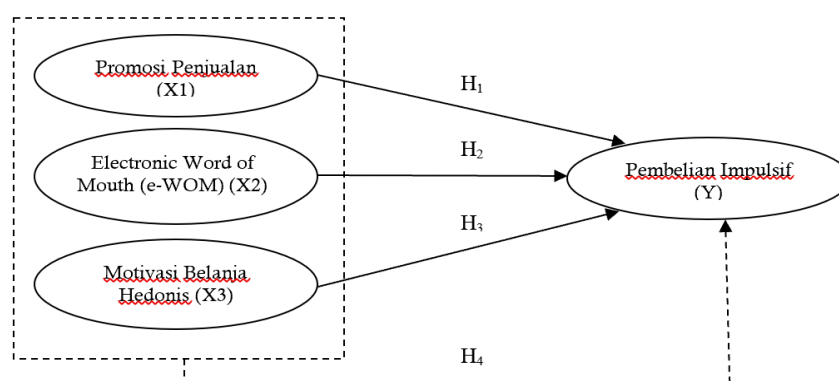 Promosi Penjualan
(X1)
H₁
Electronic Word of
Mouth (e-WOM) (X2)
H₂
Pembelian Impulsif
(Y)
H₃
Motivasi Belanja
Hedonis (X3)
H₄